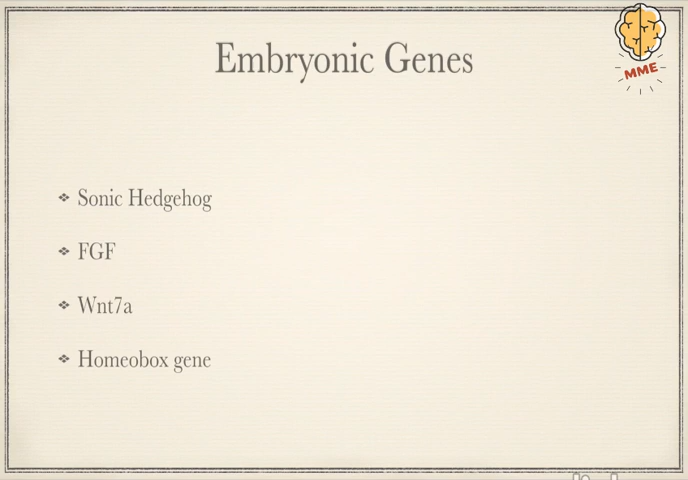 Embryonic Genes
MME
Sonic Hedgehog
FGF
Wnt7a
Homeobox gene